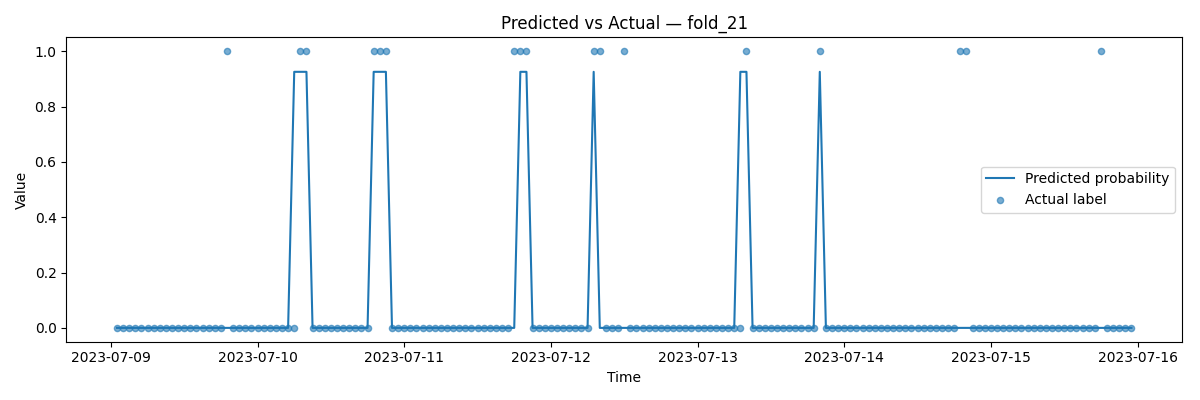 Predicted vs Actual — fold_21
Value
1.0
0.8
0.6
0.4
0.2
0.0
Predicted probability
Actual label
2023-07-09
2023-07-10
2023-07-11
2023-07-12
2023-07-13
2023-07-14
2023-07-15
2023-07-16
Time